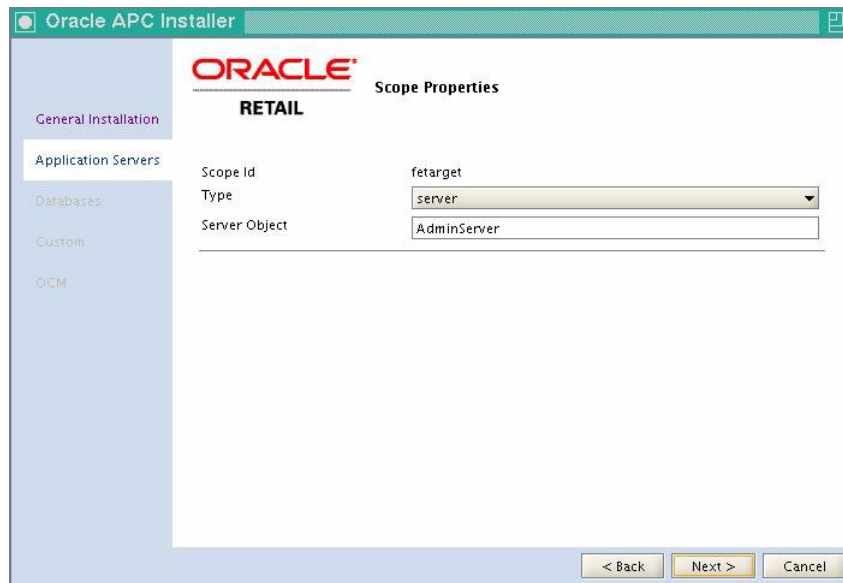 Oracle APC Installer
ORACLE
RETAIL
Scope Properties
General Installation
Application Servers
Databases
Custom
OCM
Scope Id fetarget
Type server
Server Object AdminServer
< Back Next > Cancel